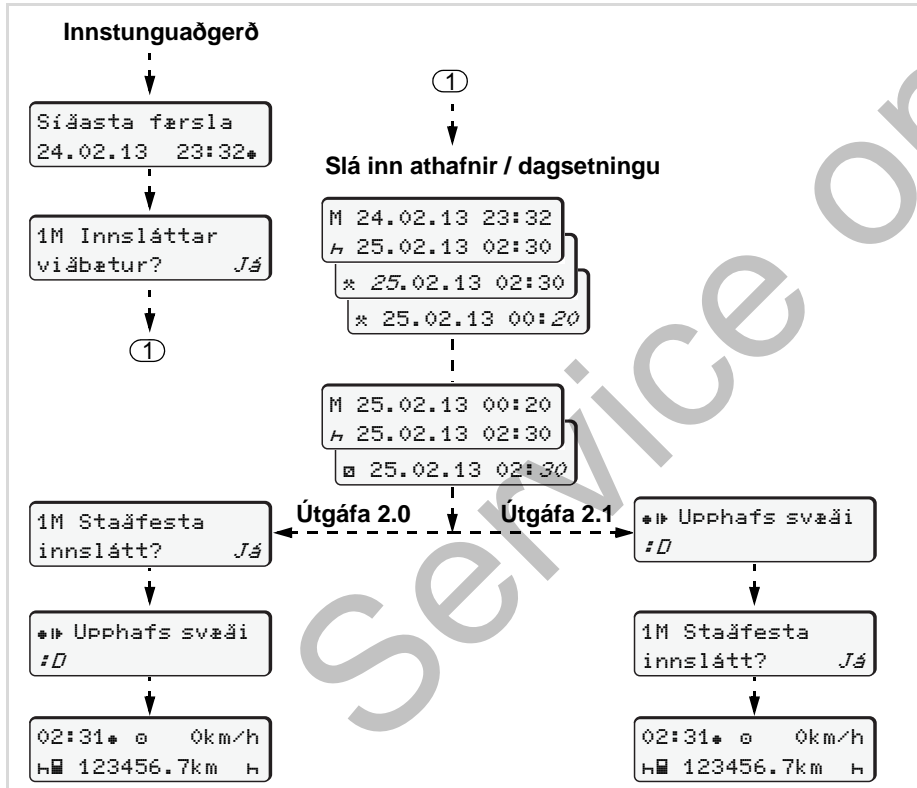 Innstunguaðgerð
Síðasta færsla
24.02.13 23:32
1M Innsláttar
viðbætur? Já
1
1
Slá inn athafnir / dagsetningu
M 24.02.13 23:32
25.02.13 02:30
25.02.13 02:30
25.02.13 00:20
M 25.02.13 00:20
25.02.13 02:30
25.02.13 02:30
Útgáfa 2.0
Útgáfa 2.1
1M Staðfesta
innslátt? Já
Upphafs svæði
:D
02:31 0km/h
123456.7km
Upphafs svæði
:D
1M Staðfesta
innslátt? Já
02:31 0km/h
123456.7km
Service or